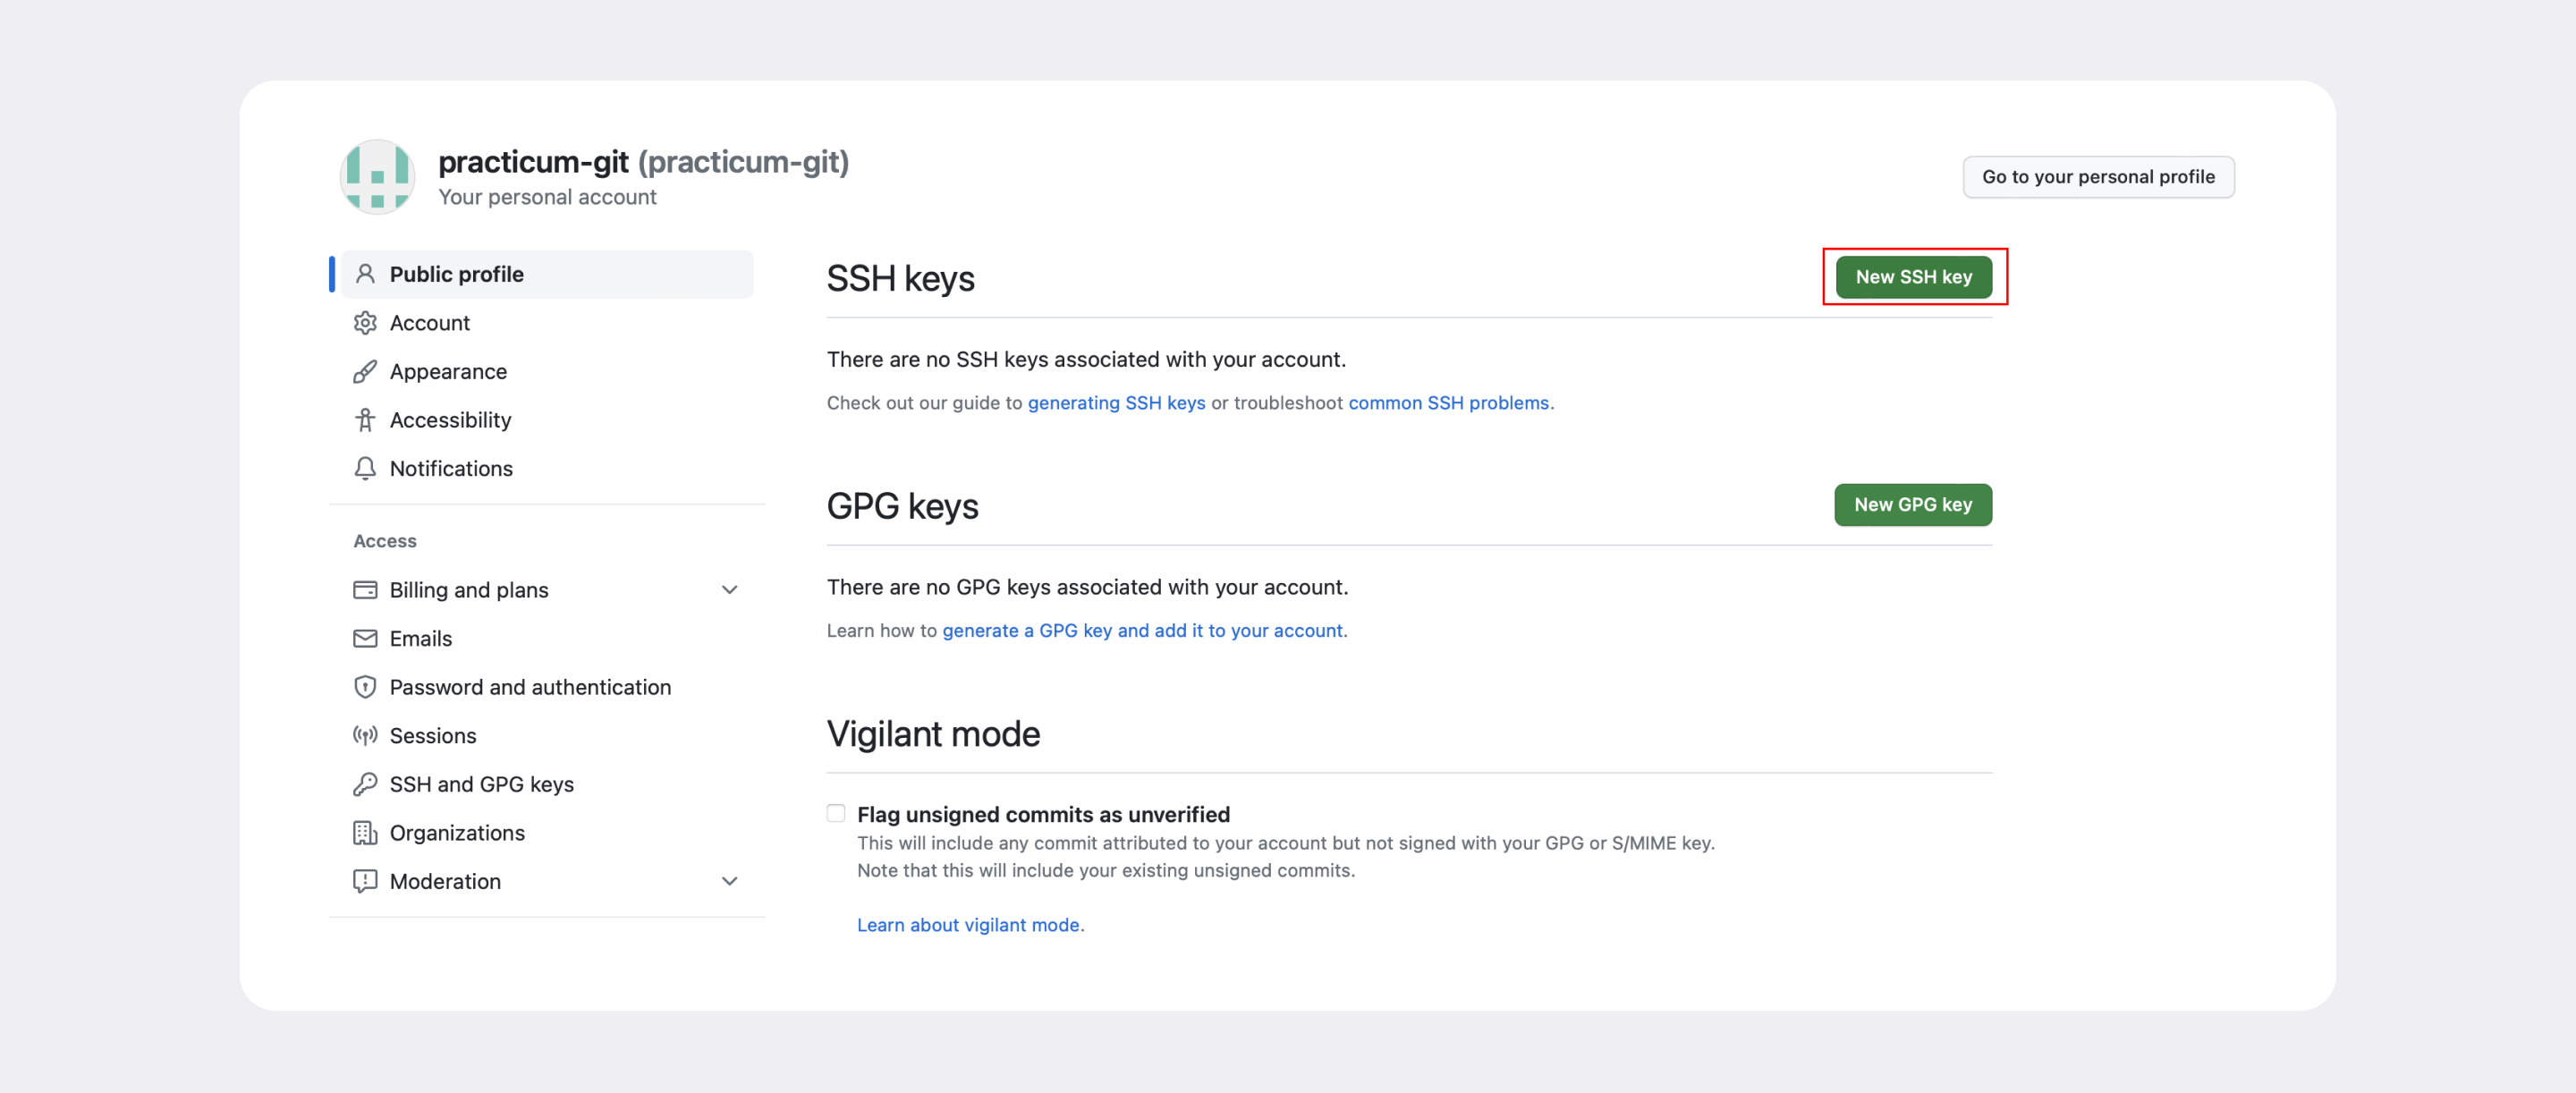 practicum-git (practicum-git)
Your personal account
Go to your personal profile
Public profile
Account
Appearance
Accessibility
Notifications
Access
Billing and plans
Emails
Password and authentication
Sessions
SSH and GPG keys
Organizations
Moderation
SSH keys
New SSH key
There are no SSH keys associated with your account.
Check out our guide to generating SSH keys or troubleshoot common SSH problems.
GPG keys
New GPG key
There are no GPG keys associated with your account.
Learn how to generate a GPG key and add it to your account.
Vigilant mode
Flag unsigned commits as unverified
This will include any commit attributed to your account but not signed with your GPG or S/MIME key.
Note that this will include your existing unsigned commits.
Learn about vigilant mode.